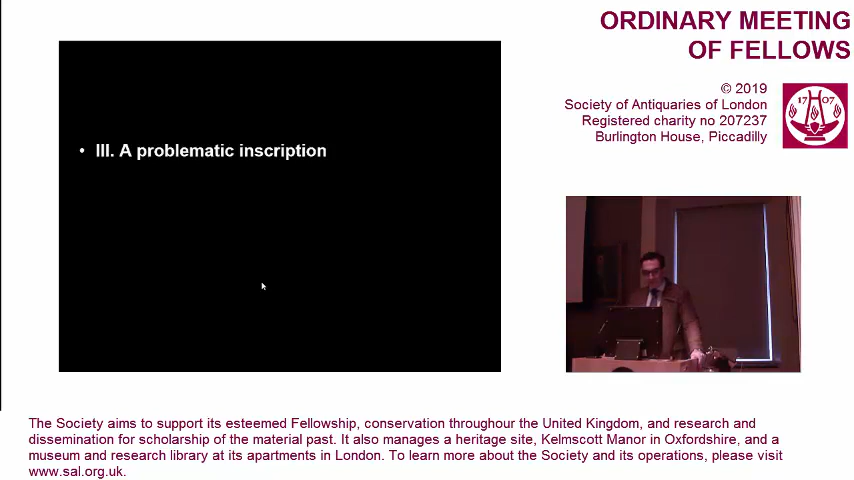 ORDINARY MEETING
OF FELLOWS
© 2019
Society of Antiquaries of London
Registered charity no 207237
Burlington House, Piccadilly
17 07
• III. A problematic inscription
The Society aims to support its esteemed Fellowship, conservation throughour the United Kingdom, and research and
dissemination for scholarship of the material past. It also manages a heritage site, Kelmscott Manor in Oxfordshire, and a
museum and research library at its apartments in London. To learn more about the Society and its operations, please visit
www.sal.org.uk.